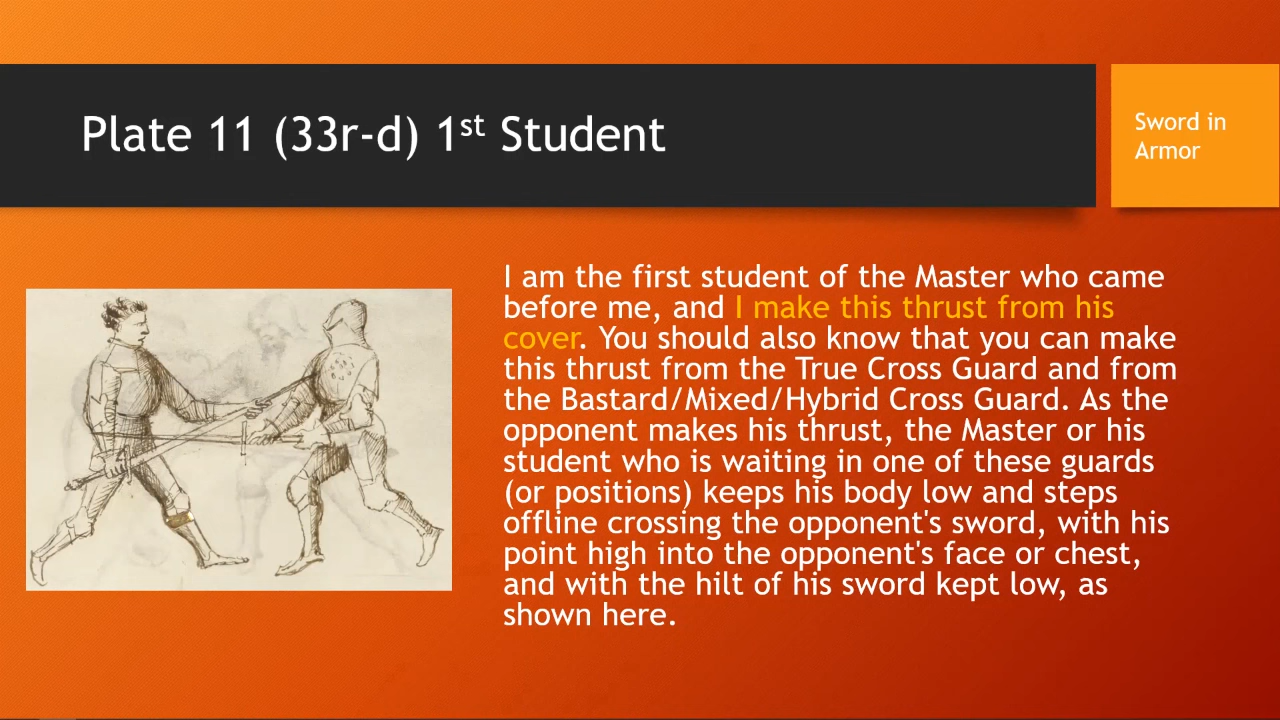 Plate 11 (33r-d) 1st Student
Sword in
Armor
I am the first student of the Master who came
before me, and I make this thrust from his
cover. You should also know that you can make
this thrust from the True Cross Guard and from
the Bastard/Mixed/Hybrid Cross Guard. As the
opponent makes his thrust, the Master or his
student who is waiting in one of these guards
(or positions) keeps his body low and steps
offline crossing the opponent's sword, with his
point high into the opponent's face or chest,
and with the hilt of his sword kept low, as
shown here.